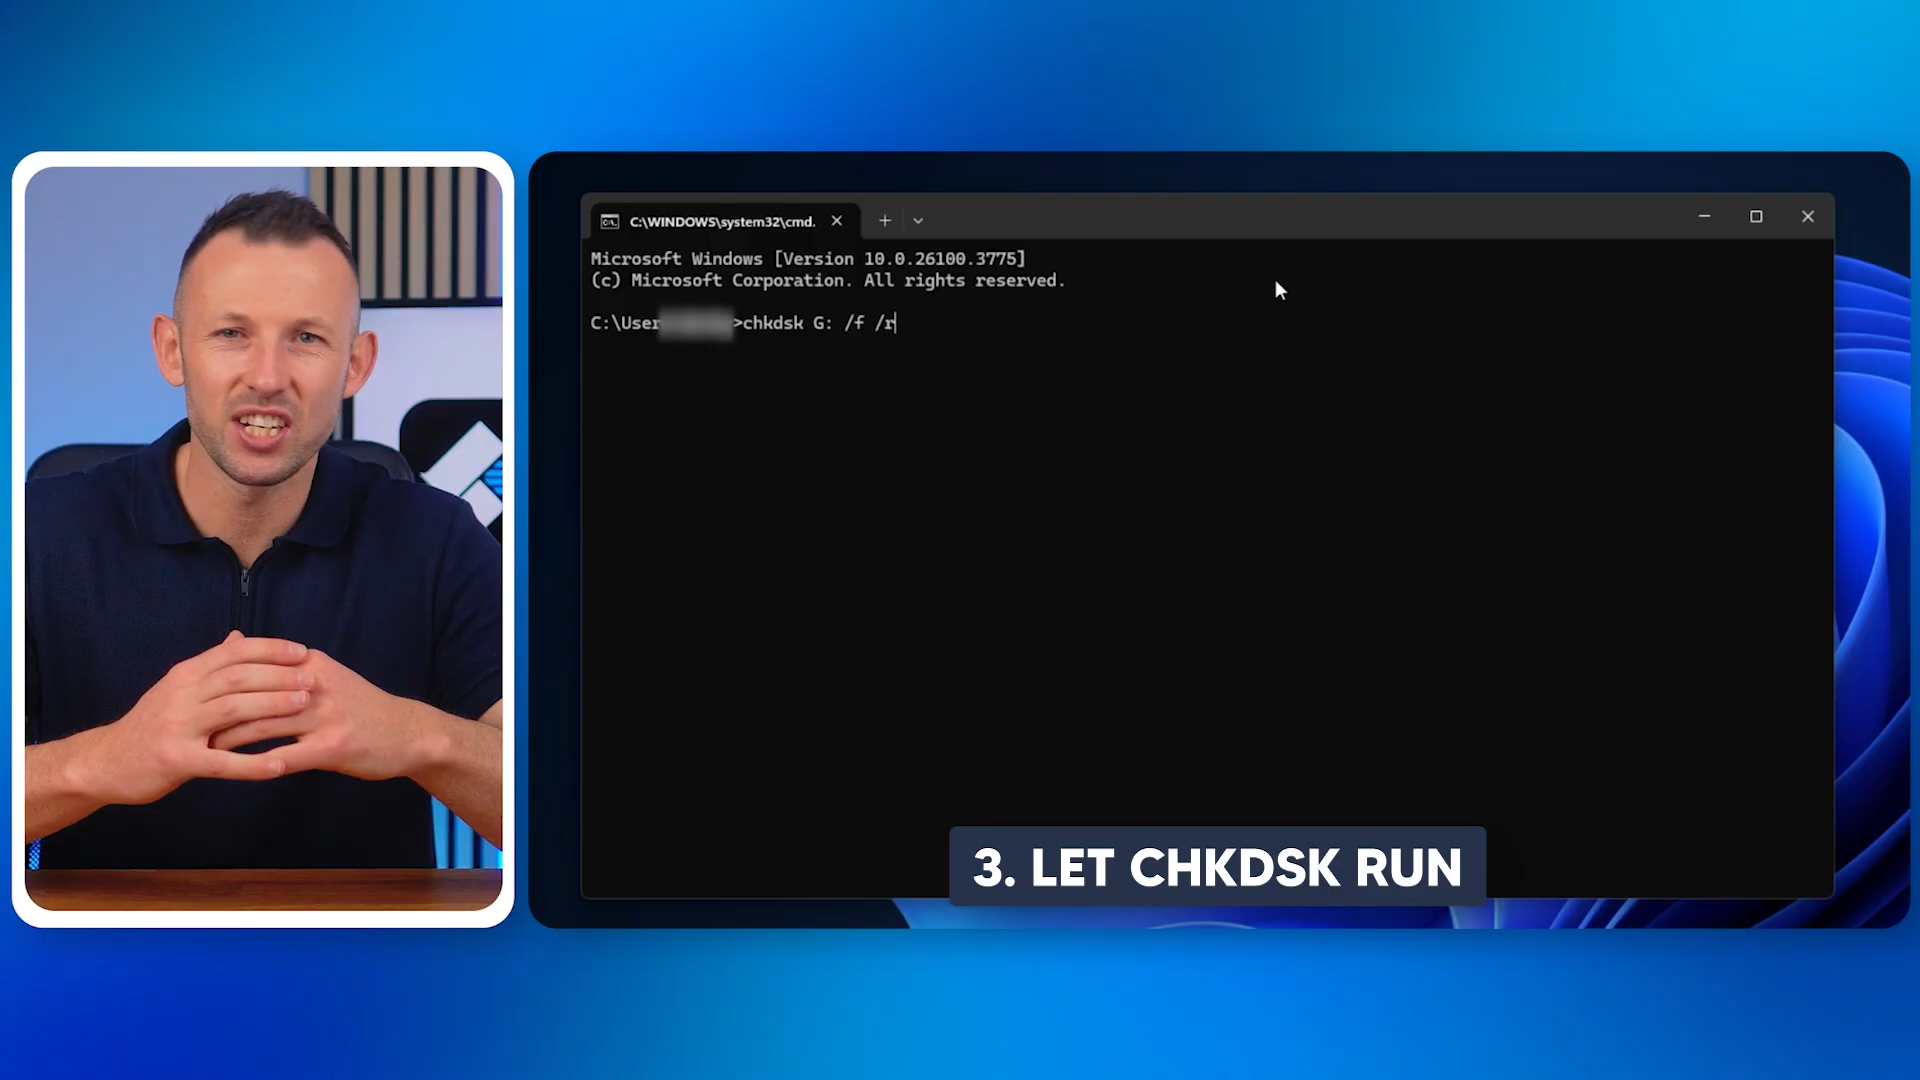 C:\WINDOWS\system32\cmd.
Microsoft Windows [Version 10.0.26100.3775]
(c) Microsoft Corporation. All rights reserved.
C:\User >chkdsk G: /f /r
3. LET CHKDSK RUN